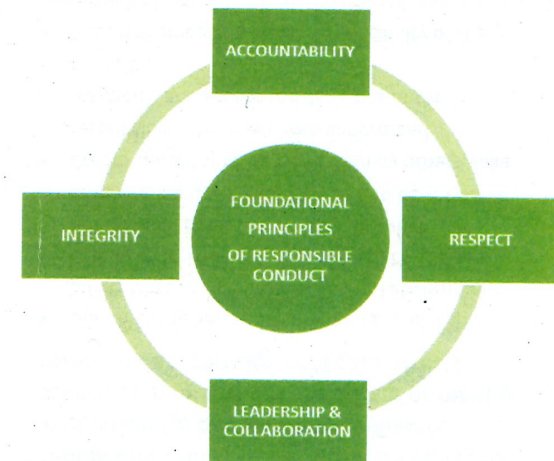 ACCOUNTABILITY
INTEGRITY
FOUNDATIONAL
PRINCIPLES
OF RESPONSIBLE
CONDUCT
RESPECT
LEADERSHIP &
COLLABORATION